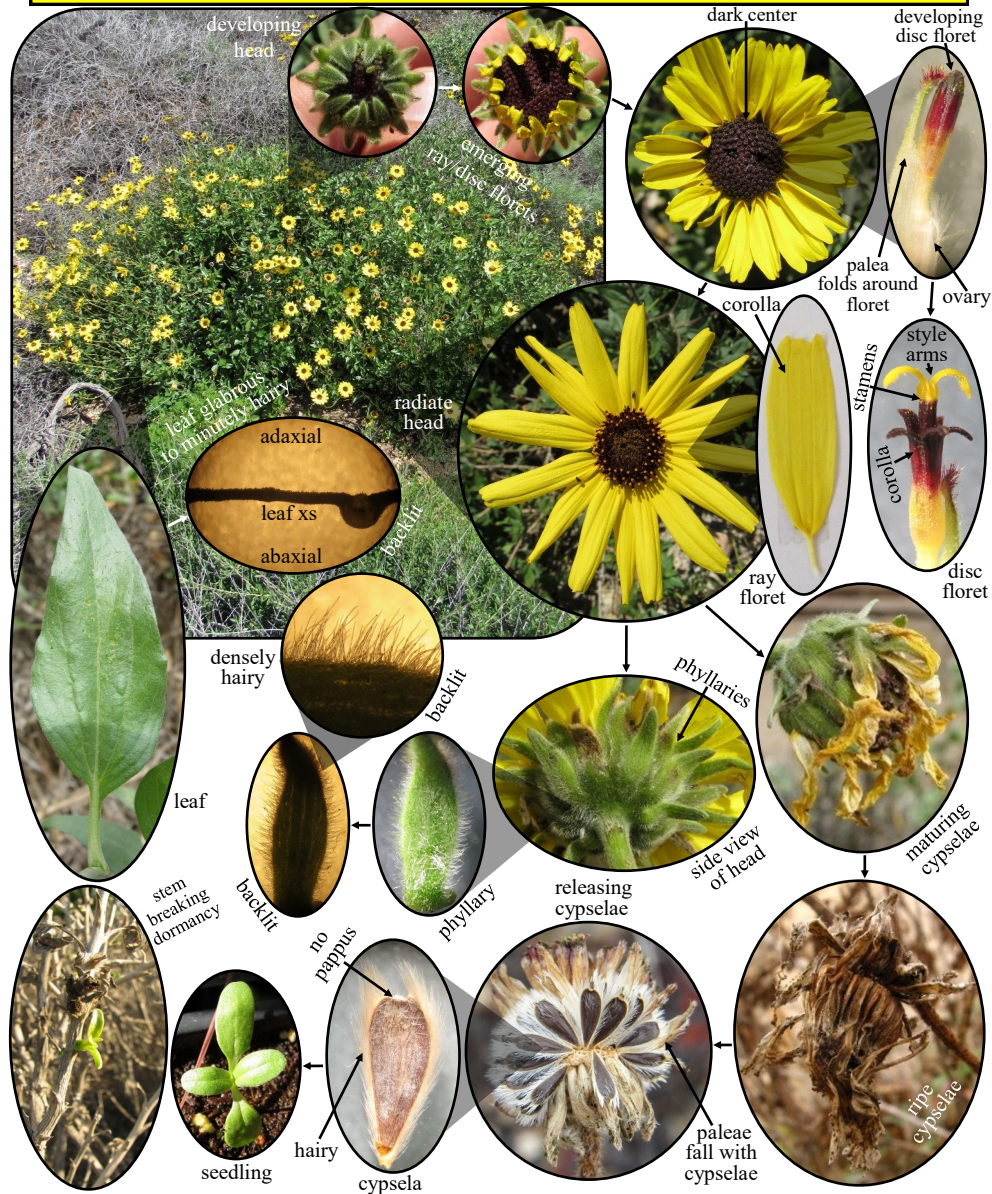 developing
head
emerging
ray/disc florets
dark center
developing
disc floret
palea
folds around
floret
ovary
corolla
style
arms
stamens
corolla
disc
floret
ray
floret
radiate
head
leaf glabrous
to minutely hairy
adaxial
leaf xs
abaxial
backlit
densely
hairy
backlit
phyllaries
side view
of head
maturing
cypselae
leaf
backlit
phyllary
stem
breaking
dormancy
releasing
cypselae
no
pappus
hairy
cypsela
seedling
paleae
fall with
cypselae
ripe
cypselae